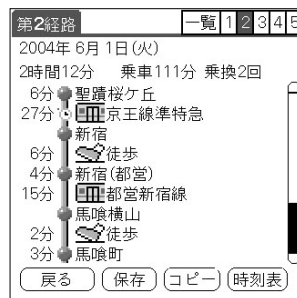 第2経路 一覧 1 2 3 4 5
2004年 6月 1日(火)
2時間12分 乗車111分 乗換2回
6分 聖蹟桜ケ丘
27分 京王線準特急
新宿
6分 徒歩
4分 新宿(都営)
15分 都営新宿線
馬喰横山
2分 徒歩
3分 馬喰町
戻る 保存 コピー 時刻表